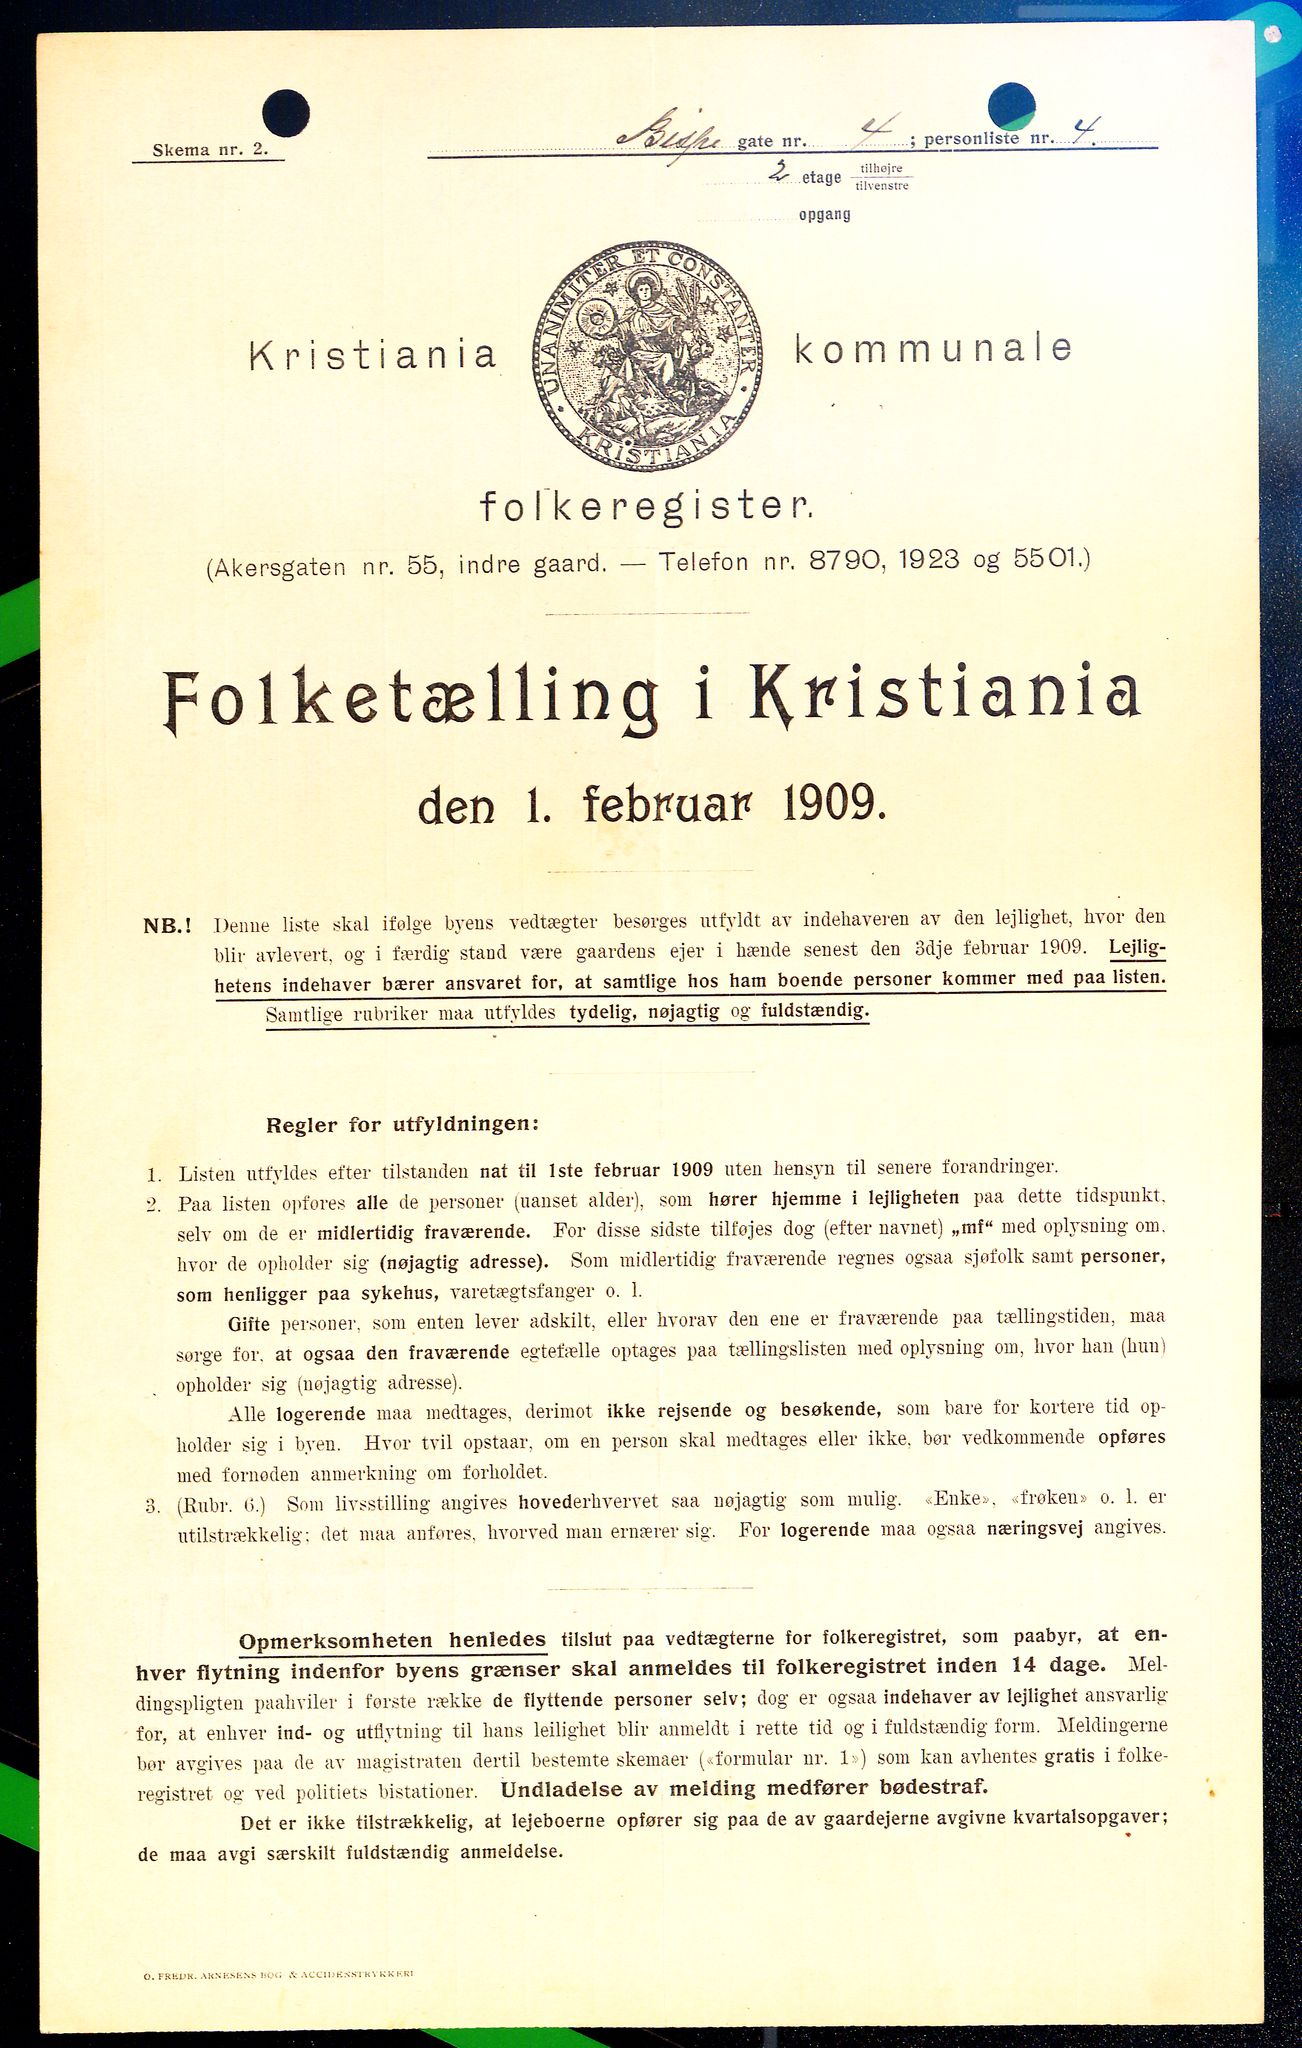 Skema nr. 2.
Bispe gate nr. 4 ; personliste nr. 4.
2 etage tilhøjre
tilvenstre
opgang
UNANIMITER ET CONSTANTER
KRISTIANIA
Kristiania kommunale
folkeregister.
(Akersgaten nr. 55, indre gaard. — Telefon nr. 8790, 1923 og 5501.)
Folketælling i Kristiania
den 1. februar 1909.
NB.! Denne liste skal ifølge byens vedtægter besørges utfyldt av indehaveren av den lejlighet, hvor den
blir avlevert, og i færdig stand være gaardens ejer i hænde senest den 3dje februar 1909. Lejlig-
hetens indehaver bærer ansvaret for, at samtlige hos ham boende personer kommer med paa listen.
Samtlige rubriker maa utfyldes tydelig, nøjagtig og fuldstændig.
Regler for utfyldningen:
1. Listen utfyldes efter tilstanden nat til 1ste februar 1909 uten hensyn til senere forandringer.
2. Paa listen opføres alle de personer (uanset alder), som hører hjemme i lejligheten paa dette tidspunkt,
selv om de er midlertidig fraværende. For disse sidste tilføjes dog (efter navnet) „mf“ med oplysning om,
hvor de opholder sig (nøjagtig adresse). Som midlertidig fraværende regnes ogsaa sjøfolk samt personer,
som henligger paa sykehus, varetægtsfanger o. l.
Gifte personer, som enten lever adskilt, eller hvorav den ene er fraværende paa tællingstiden, maa
sørge for, at ogsaa den fraværende egtefælle optages paa tællingslisten med oplysning om, hvor han (hun)
opholder sig (nøjagtig adresse).
Alle logerende maa medtages, derimot ikke rejsende og besøkende, som bare for kortere tid op-
holder sig i byen. Hvor tvil opstaar, om en person skal medtages eller ikke, bør vedkommende opføres
med fornøden anmerkning om forholdet.
3. (Rubr. 6.) Som livsstilling angives hovederhvervet saa nøjagtig som mulig. «Enke», «frøken» o. l. er
utilstrækkelig; det maa anføres, hvorved man ernærer sig. For logerende maa ogsaa næringsvej angives.
Opmerksomheten henledes tilslut paa vedtægterne for folkeregistret, som paabyr, at en-
hver flytning indenfor byens grænser skal anmeldes til folkeregistret inden 14 dage. Mel-
dingspligten paahviler i første række de flyttende personer selv; dog er ogsaa indehaver av lejlighet ansvarlig
for, at enhver ind- og utflytning til hans leilighet blir anmeldt i rette tid og i fuldstændig form. Meldingerne
bør avgives paa de av magistraten dertil bestemte skemaer («formular nr. 1») som kan avhentes gratis i folke-
registret og ved politiets bistationer. Undladelse av melding medfører bødestraf.
Det er ikke tilstrækkelig, at lejeboerne opfører sig paa de av gaardejerne avgivne kvartalsopgaver;
de maa avgi særskilt fuldstændig anmeldelse.
O. FREDR. ARNESENS BOG & ACCIDENSTRYKKERI